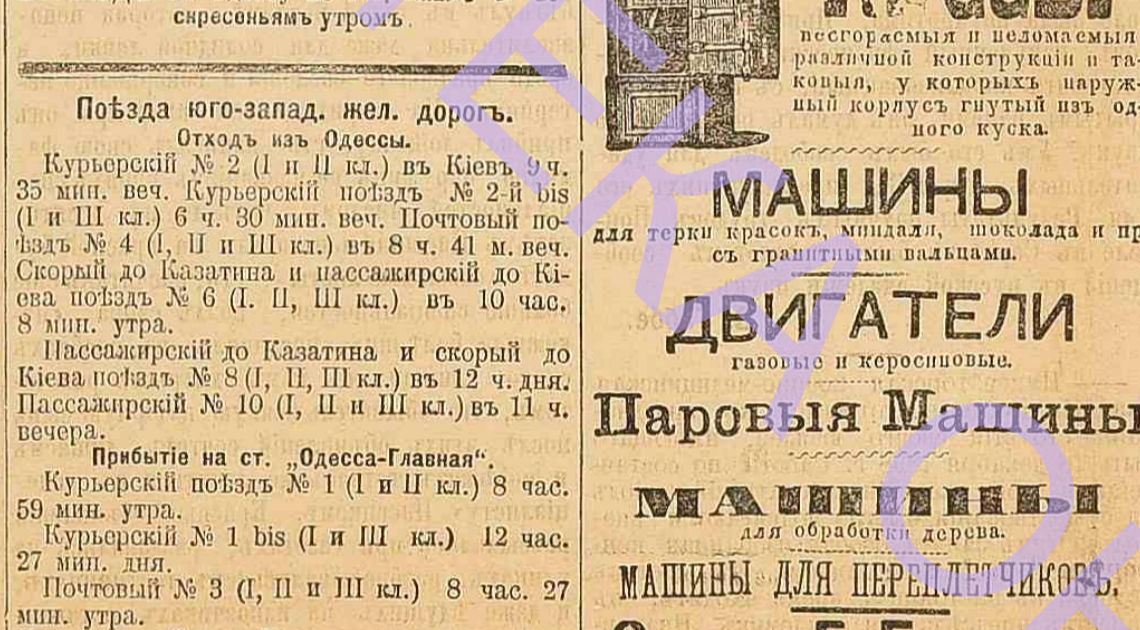 скресеньямъ утромъ.
Поѣзда юго-запад. жел. дорогъ.
Отходъ изъ Одессы.
Курьерскій № 2 (I и II кл.) въ Кіевъ 9 ч.
35 мин. веч. Курьерскій поѣздъ № 2-й bis
(I и III кл.) 6 ч. 30 мин. веч. Почтовый по-
ѣздъ № 4 (I, II и III кл.) въ 8 ч. 41 м. веч.
Скорый до Казатина и пассажирскій до Кі-
ева поѣздъ № 6 (I. II, III кл.) въ 10 час.
8 мин. утра.
Пассажирскій до Казатина и скорый до
Кіева поѣздъ № 8 (I, II, III кл.) въ 12 ч. дня.
Пассажирскій № 10 (I, II и III кл.) въ 11 ч.
вечера.
Прибытіе на ст. „Одесса-Главная“.
Курьерскій поѣздъ № 1 (I и II кл.) 8 час.
59 мин. утра.
Курьерскій № 1 bis (I и III кл.) 12 час.
27 мин. дня.
Почтовый № 3 (I, II и III кл.) 8 час. 27
мин. утра.
несгораемыя и неломаемыя
различной конструкціи и та-
ковыя, у которыхъ наруж-
ный корпусъ гнутый изъ од-
ного куска.
МАШИНЫ
для терки красокъ, миндаля, шоколада и пр
съ гранитными вальцами.
ДВИГАТЕЛИ
газовые и керосиновые.
Паровыя Машины
МАШИНЫ
для обработки дерева.
МАШИНЫ ДЛЯ ПЕРЕПЛЕТЧИКОВЪ,